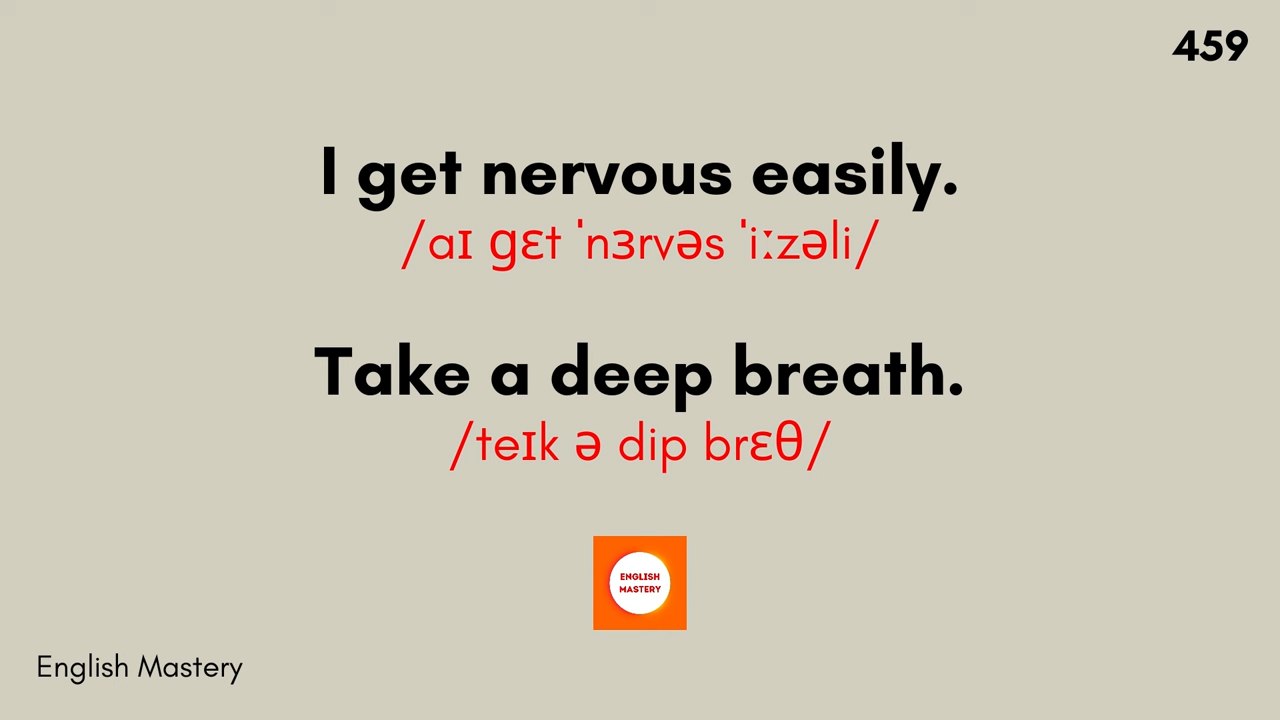 459
I get nervous easily.
/aɪ ɡɛt ˈnɜrvəs ˈiːzəli/
Take a deep breath.
/teɪk ə dip brɛθ/
ENGLISH
MASTERY
English Mastery